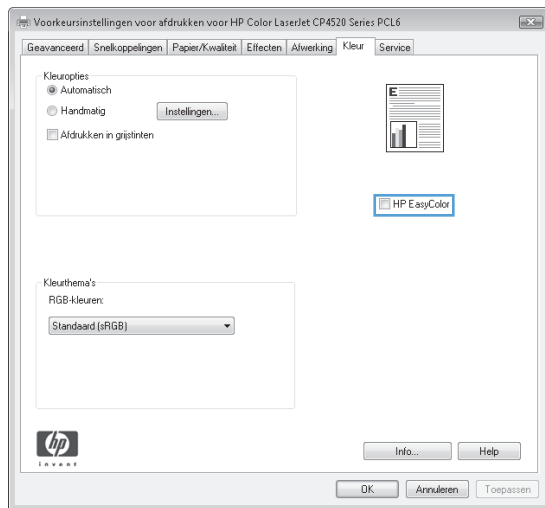 Voorkeursinstellingen voor afdrukken voor HP Color LaserJet CP4520 Series PCL6
Geavanceerd Snelkoppelingen Papier/Kwaliteit Effecten Afwerking Kleur Service
Kleuropties
Automatisch
Handmatig Instellingen...
Afdrukken in grijstinten
E
HP EasyColor
Kleurthema's
RGB-kleuren:
Standaard (sRGB)
hp
invent
Info... Help
OK Annuleren Toepassen